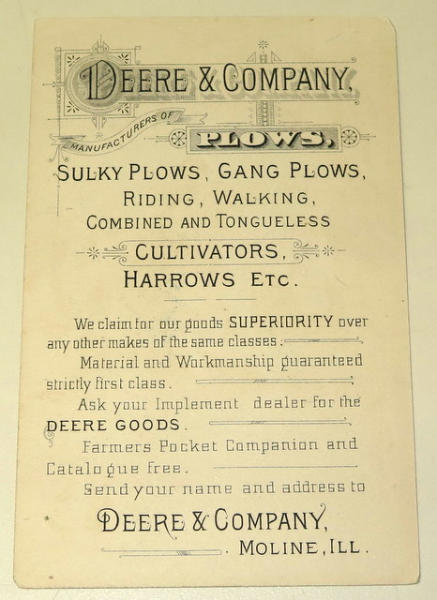 DEERE & COMPANY,
MANUFACTURERS OF
PLOWS,
SULKY PLOWS, GANG PLOWS,
RIDING, WALKING,
COMBINED AND TONGUELESS
CULTIVATORS,
HARROWS ETC.
We claim for our goods SUPERIORITY over
any other makes of the same classes.
Material and Workmanship guaranteed
strictly first class.
Ask your Implement dealer for the
DEERE GOODS.
Farmers Pocket Companion and
Catalogue free.
Send your name and address to
DEERE & COMPANY,
MOLINE, ILL.